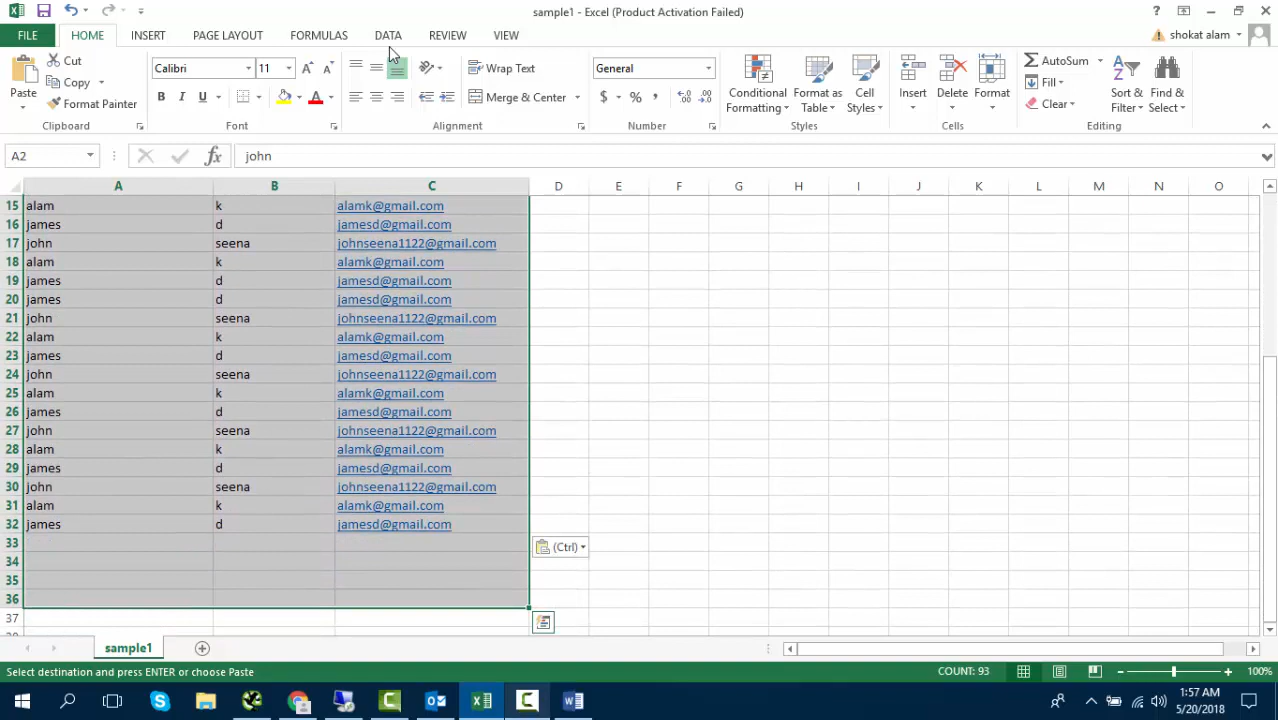 sample1 - Excel (Product Activation Failed)
?
FILE HOME INSERT PAGE LAYOUT FORMULAS DATA REVIEW VIEW shokat alam
Paste Cut Copy Format Painter
Clipboard
Calibri 11
B I U A
Font
Wrap Text
Merge & Center
Alignment
General
$ % ,
Number
Conditional Formatting Format as Table Cell Styles
Styles
Insert Delete Format
Cells
AutoSum Fill Clear Sort & Filter Find & Select
Editing
A2 fx john
A B C D E F G H I J K L M N O
15 alam k alamk@gmail.com
16 james d jamesd@gmail.com
17 john seena johnseena1122@gmail.com
18 alam k alamk@gmail.com
19 james d jamesd@gmail.com
20 james d jamesd@gmail.com
21 john seena johnseena1122@gmail.com
22 alam k alamk@gmail.com
23 james d jamesd@gmail.com
24 john seena johnseena1122@gmail.com
25 alam k alamk@gmail.com
26 james d jamesd@gmail.com
27 john seena johnseena1122@gmail.com
28 alam k alamk@gmail.com
29 james d jamesd@gmail.com
30 john seena johnseena1122@gmail.com
31 alam k alamk@gmail.com
32 james d jamesd@gmail.com
33 (Ctrl)
34
35
36
37
sample1
Select destination and press ENTER or choose Paste COUNT: 93 100%
1:57 AM
5/20/2018